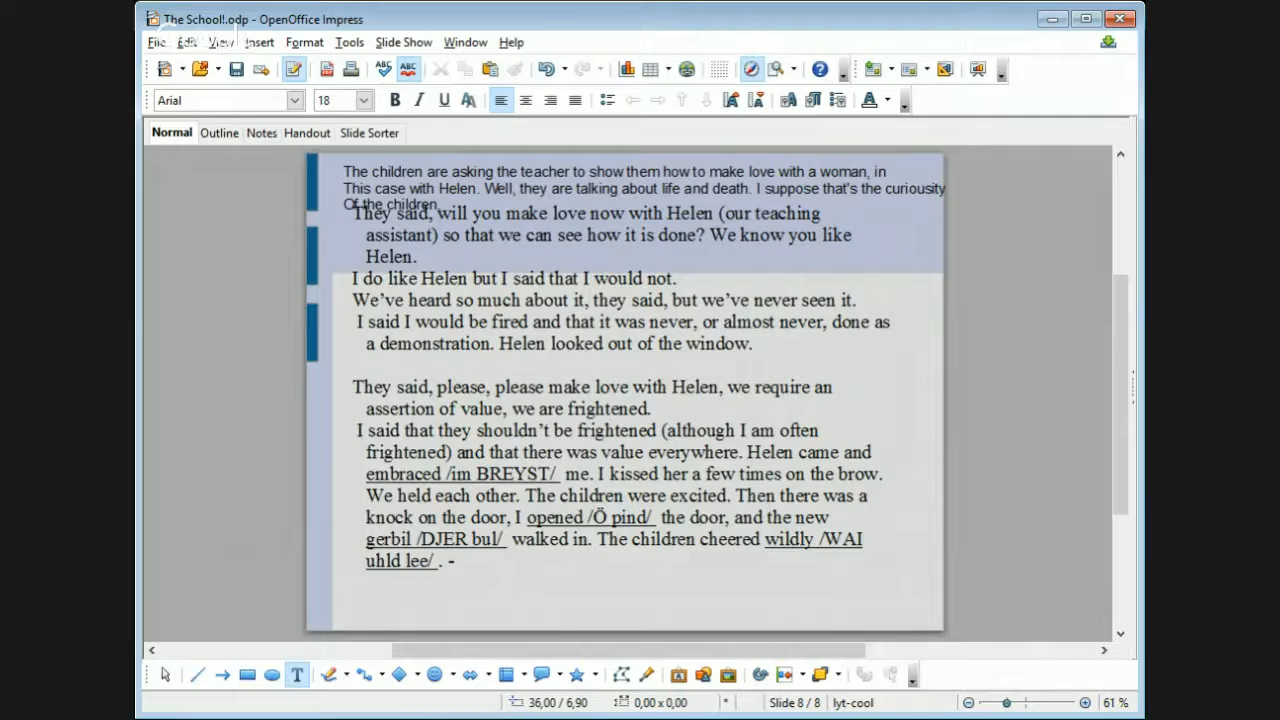 The School!.odp - OpenOffice Impress
File Edit View Insert Format Tools Slide Show Window Help
Arial 18
Normal Outline Notes Handout Slide Sorter
The children are asking the teacher to show them how to make love with a woman, in
This case with Helen. Well, they are talking about life and death. I suppose that's the curiousity
Of the children.
They said, will you make love now with Helen (our teaching
assistant) so that we can see how it is done? We know you like
Helen.
I do like Helen but I said that I would not.
We've heard so much about it, they said, but we've never seen it.
I said I would be fired and that it was never, or almost never, done as
a demonstration. Helen looked out of the window.
They said, please, please make love with Helen, we require an
assertion of value, we are frightened.
I said that they shouldn't be frightened (although I am often
frightened) and that there was value everywhere. Helen came and
embraced /im BREYST/ me. I kissed her a few times on the brow.
We held each other. The children were excited. Then there was a
knock on the door, I opened /Ö pind/ the door, and the new
gerbil /DJER bul/ walked in. The children cheered wildly /WAI
uhld lee/ . -
36,00 / 6,90 0,00 x 0,00 * Slide 8 / 8 lyt-cool 61 %